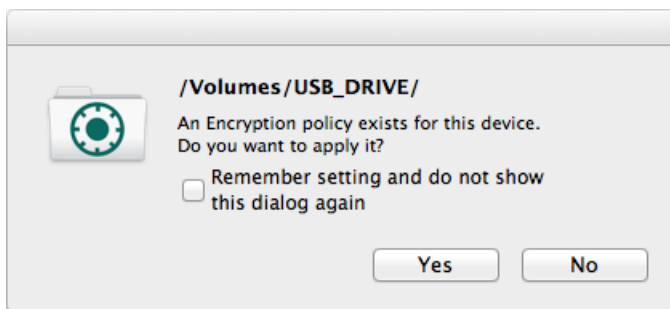 /Volumes/USB_DRIVE/
An Encryption policy exists for this device.
Do you want to apply it?
Remember setting and do not show
this dialog again
Yes
No